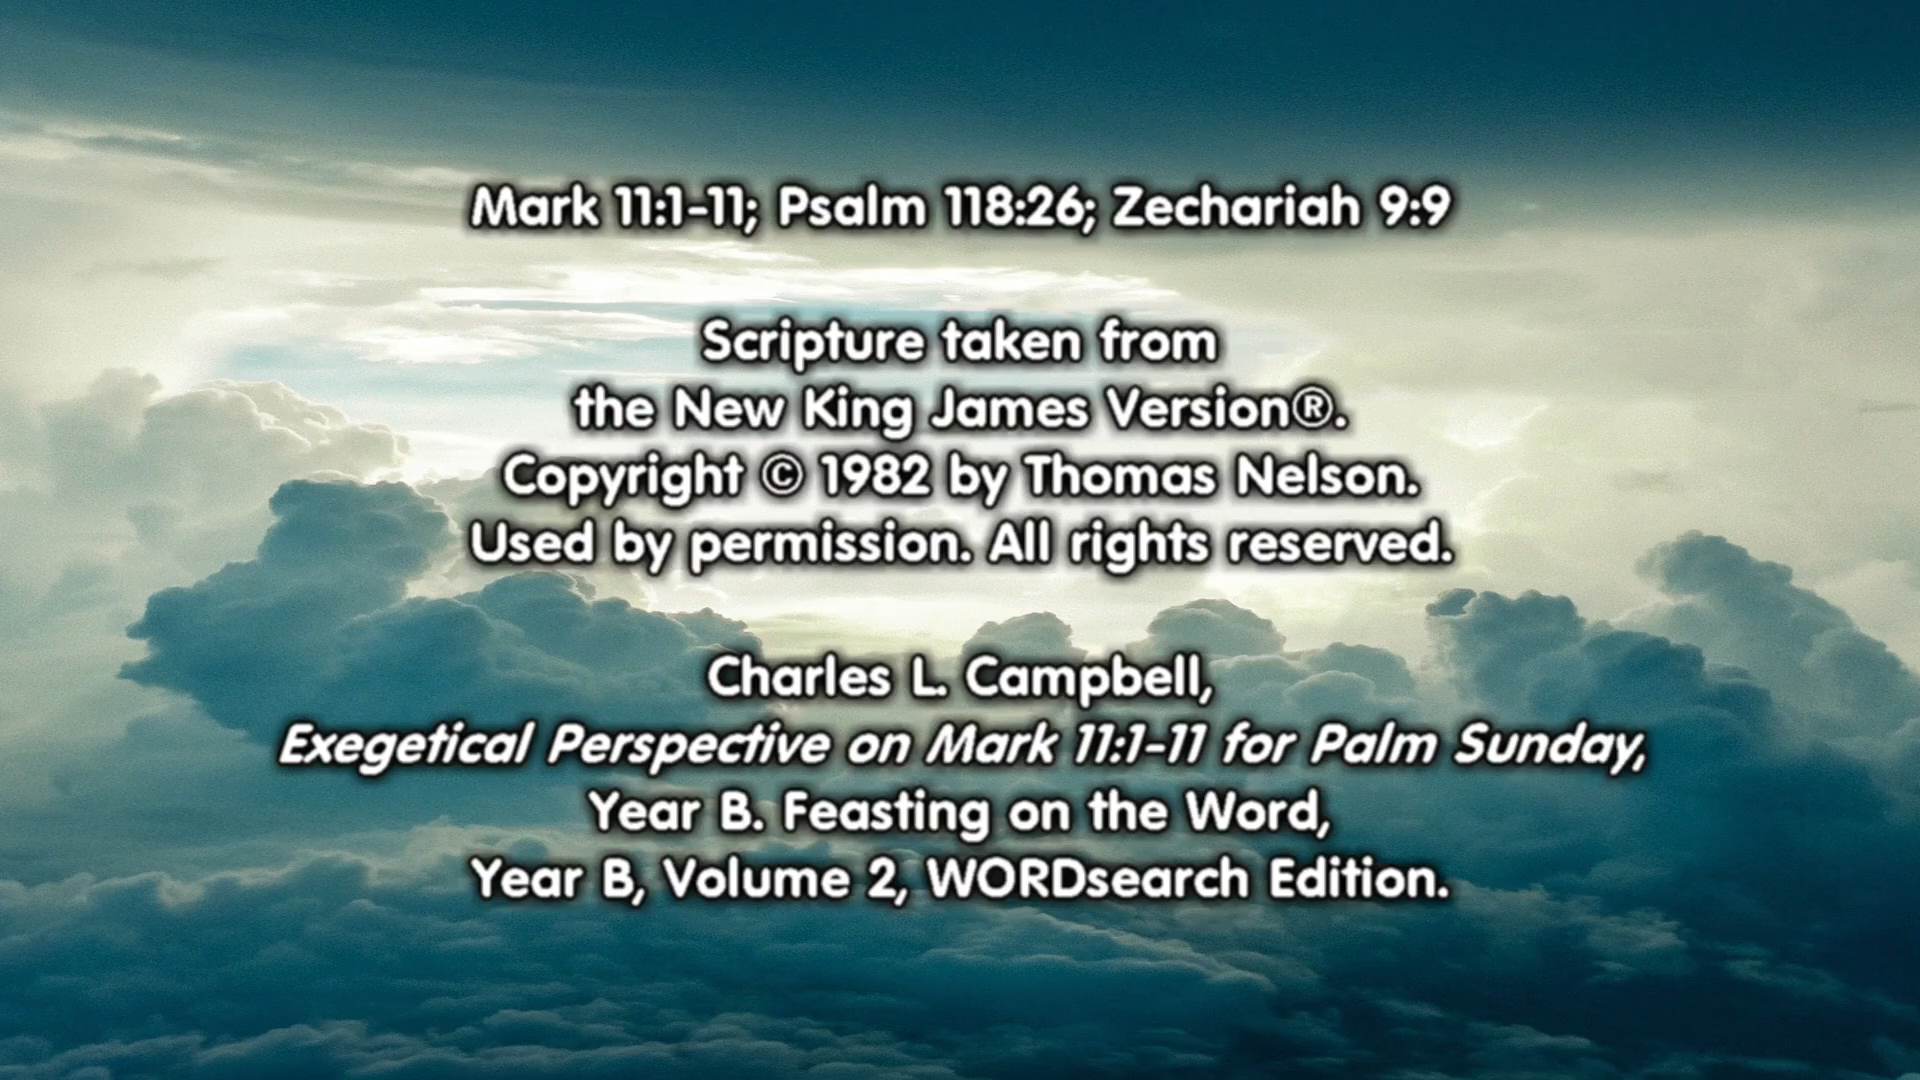 Mark 11:1-11; Psalm 118:26; Zechariah 9:9
Scripture taken from
the New King James Version®.
Copyright © 1982 by Thomas Nelson.
Used by permission. All rights reserved.
Charles L. Campbell,
Exegetical Perspective on Mark 11:1-11 for Palm Sunday,
Year B. Feasting on the Word,
Year B, Volume 2, WORDsearch Edition.